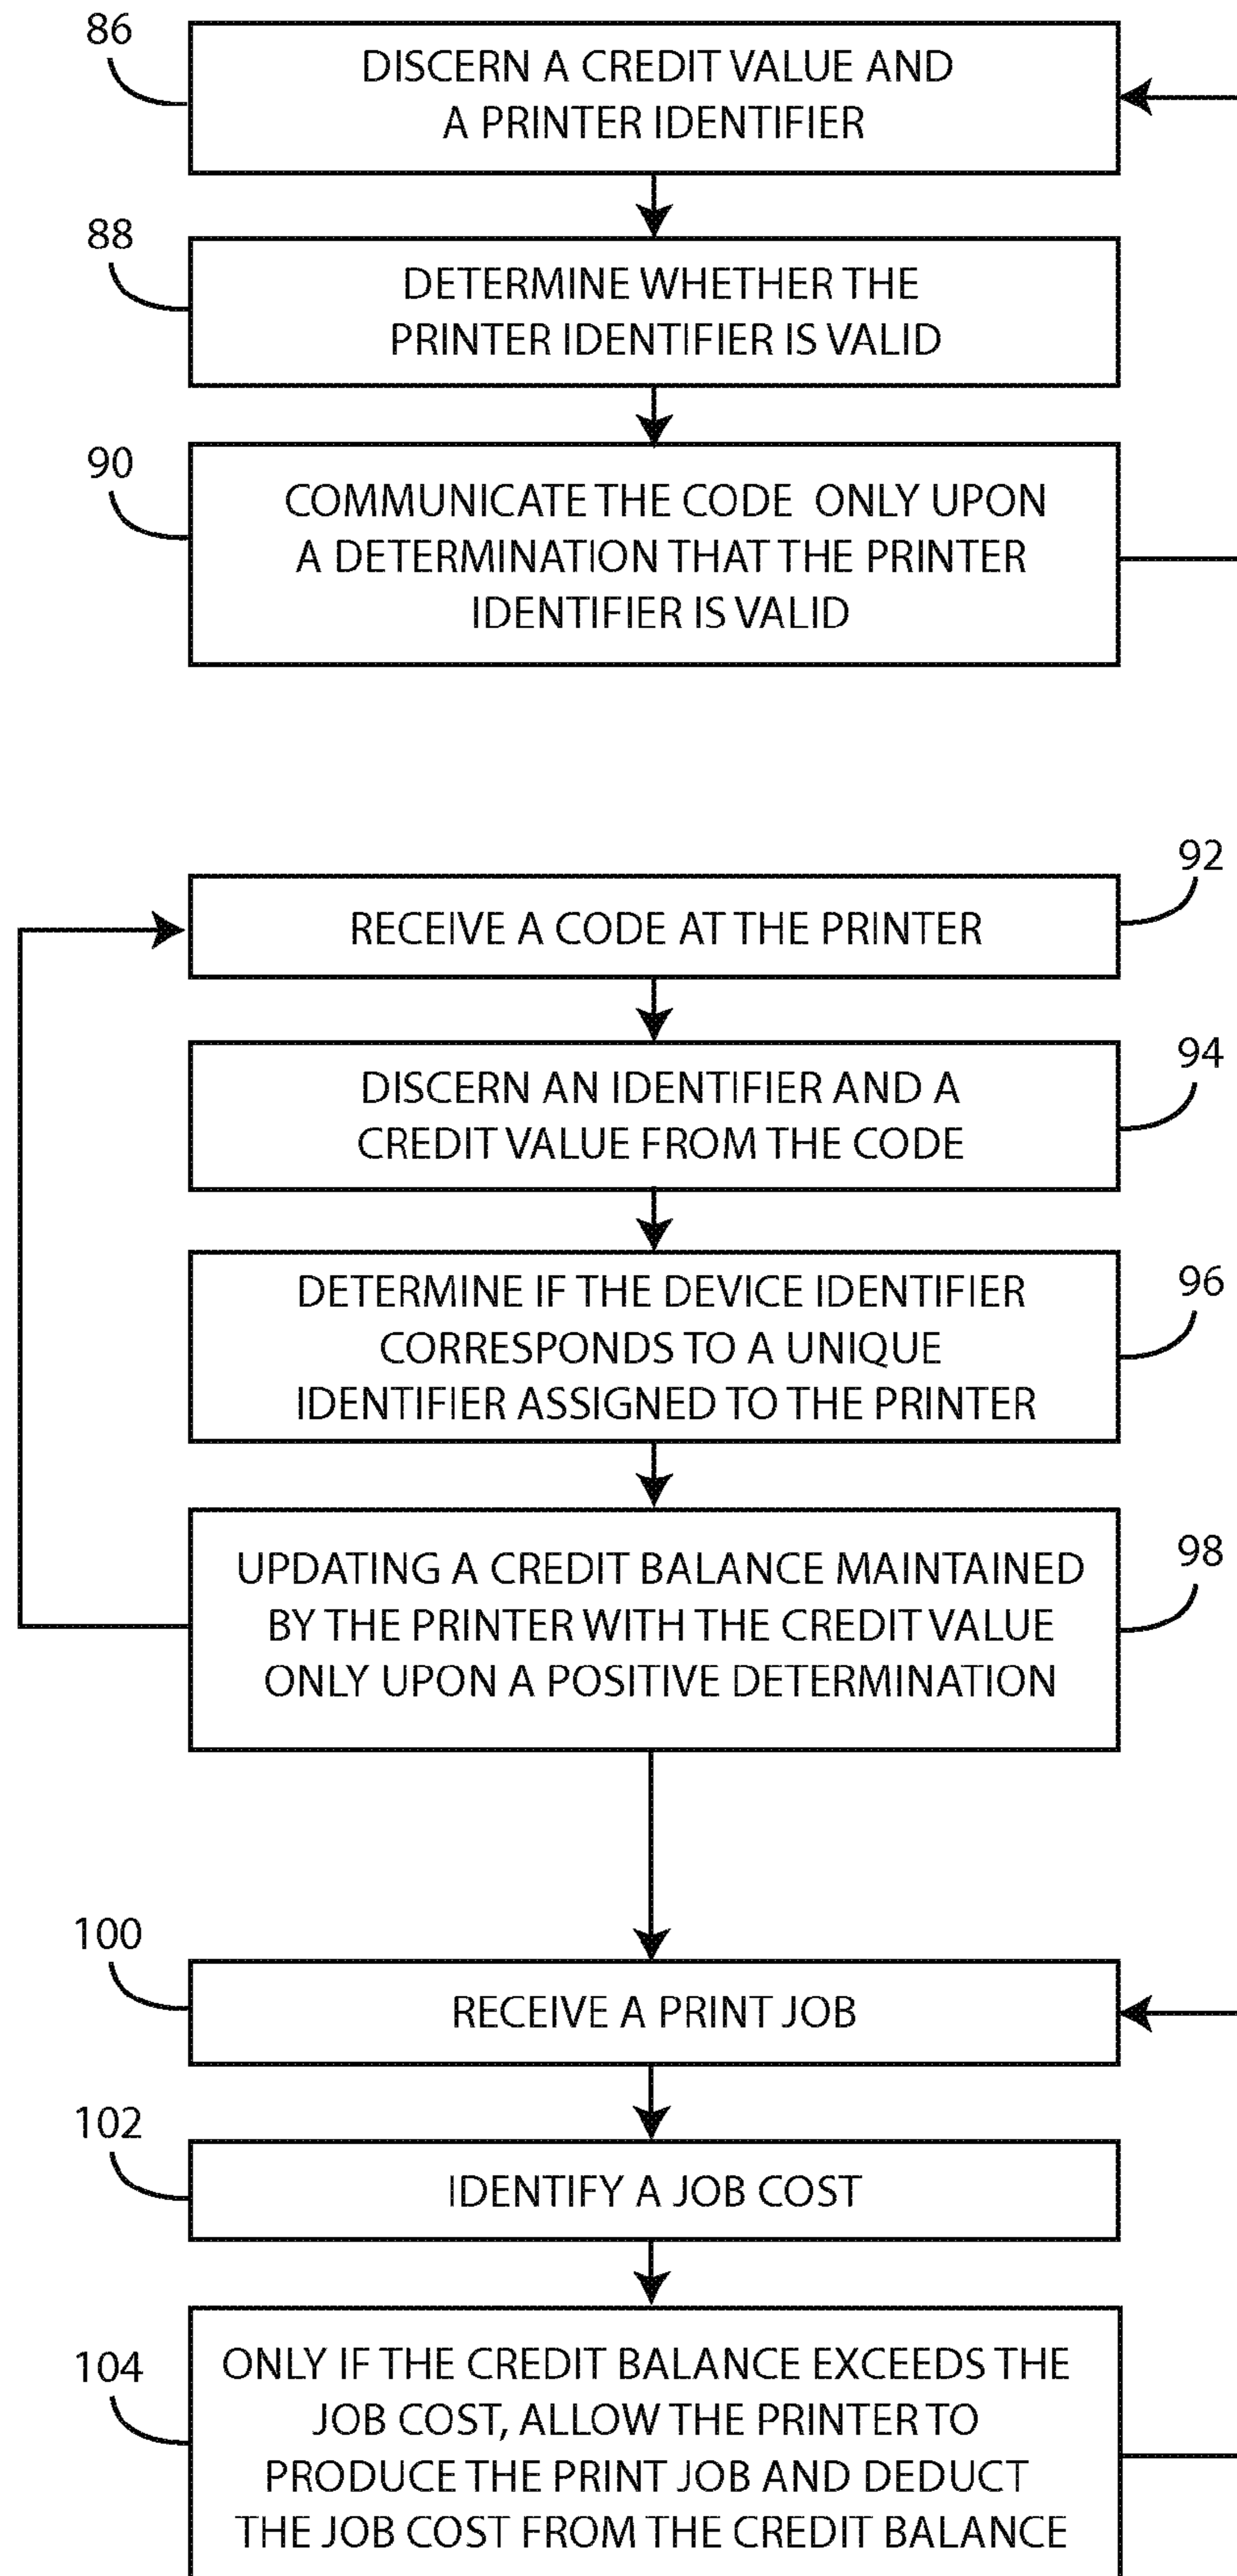 86
DISCERN A CREDIT VALUE AND
A PRINTER IDENTIFIER
88
DETERMINE WHETHER THE
PRINTER IDENTIFIER IS VALID
90
COMMUNICATE THE CODE ONLY UPON
A DETERMINATION THAT THE PRINTER
IDENTIFIER IS VALID
92
RECEIVE A CODE AT THE PRINTER
94
DISCERN AN IDENTIFIER AND A
CREDIT VALUE FROM THE CODE
96
DETERMINE IF THE DEVICE IDENTIFIER
CORRESPONDS TO A UNIQUE
IDENTIFIER ASSIGNED TO THE PRINTER
98
UPDATING A CREDIT BALANCE MAINTAINED
BY THE PRINTER WITH THE CREDIT VALUE
ONLY UPON A POSITIVE DETERMINATION
100
RECEIVE A PRINT JOB
102
IDENTIFY A JOB COST
104
ONLY IF THE CREDIT BALANCE EXCEEDS THE
JOB COST, ALLOW THE PRINTER TO
PRODUCE THE PRINT JOB AND DEDUCT
THE JOB COST FROM THE CREDIT BALANCE